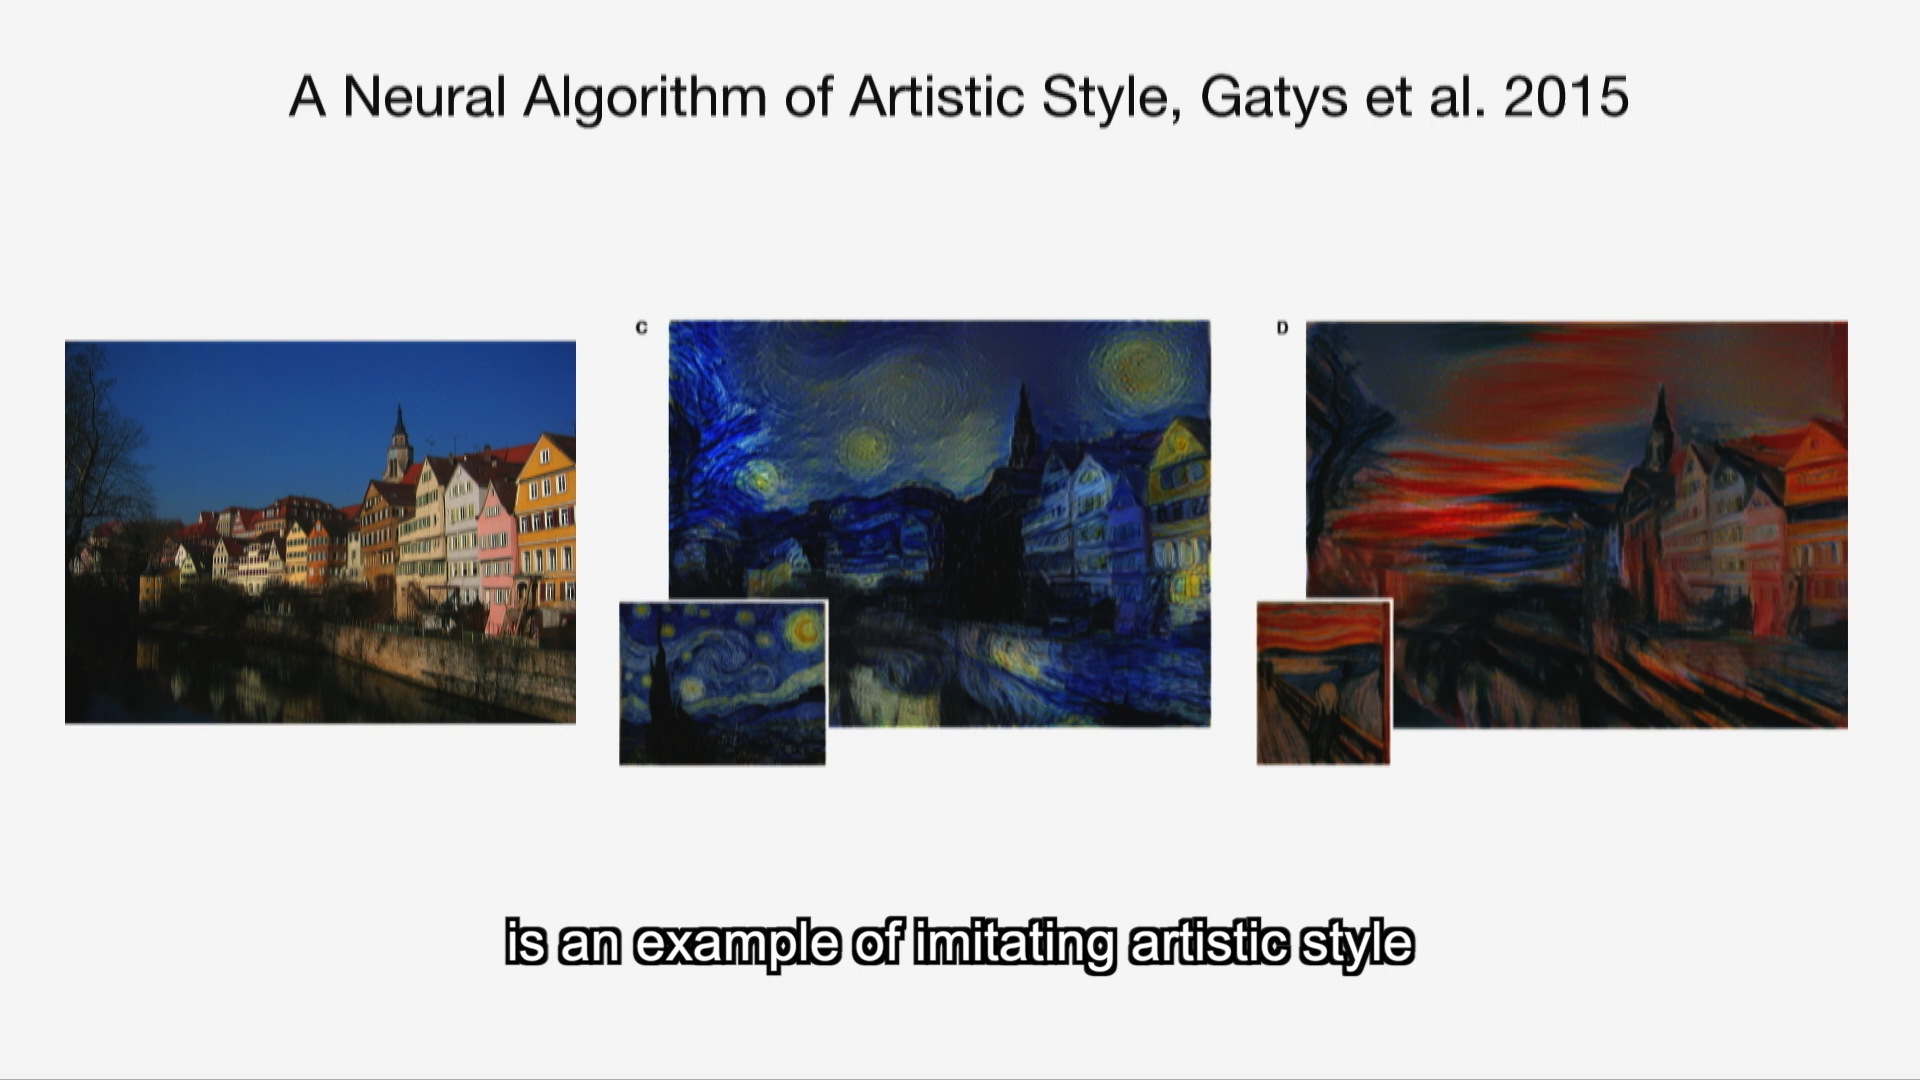 A Neural Algorithm of Artistic Style, Gatys et al. 2015
C
D
is an example of imitating artistic style